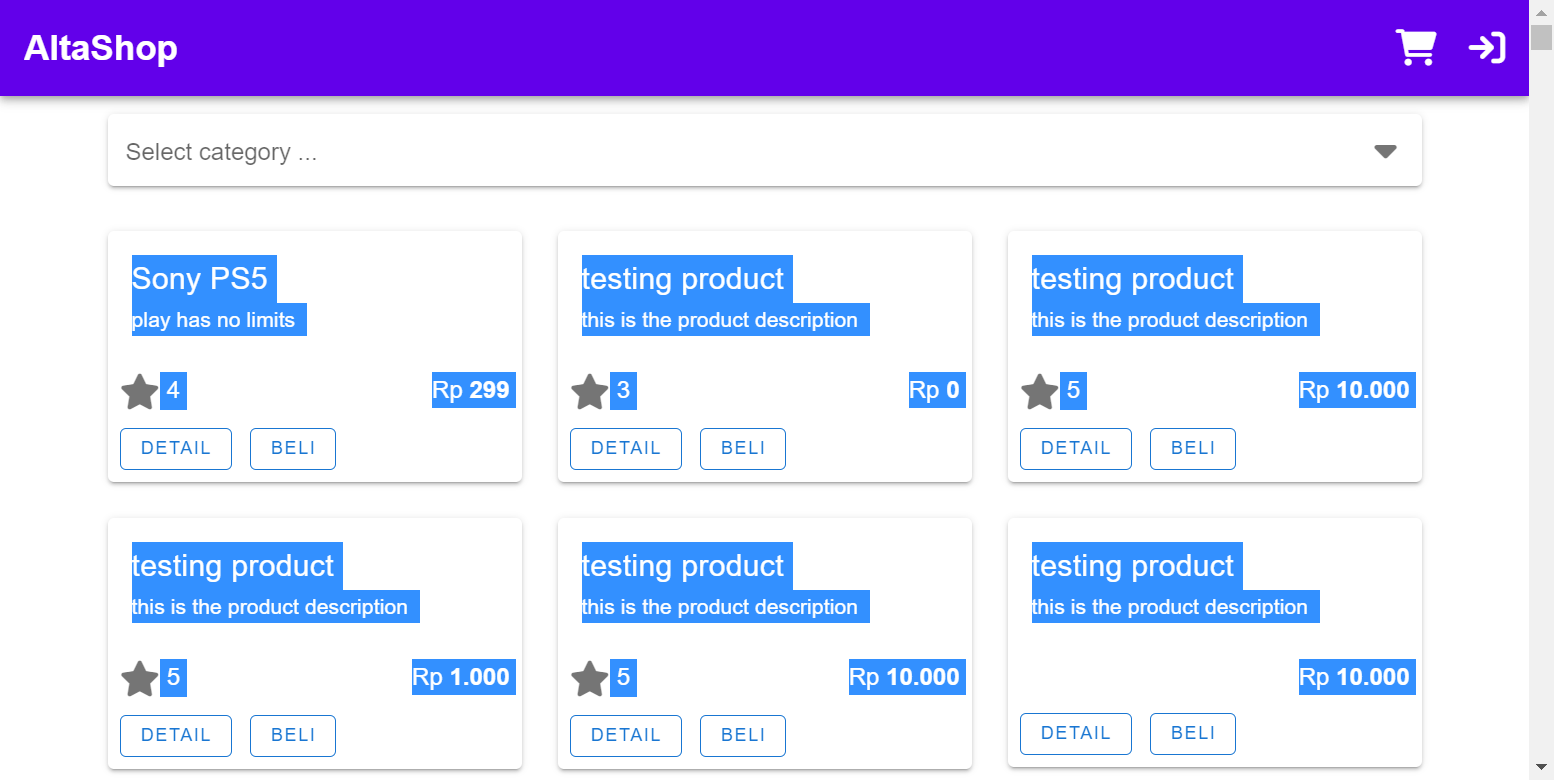 AltaShop
Select category ...
Sony PS5
play has no limits
4
Rp 299
DETAIL
BELI
testing product
this is the product description
3
Rp 0
DETAIL
BELI
testing product
this is the product description
5
Rp 10.000
DETAIL
BELI
testing product
this is the product description
5
Rp 1.000
DETAIL
BELI
testing product
this is the product description
5
Rp 10.000
DETAIL
BELI
testing product
this is the product description
Rp 10.000
DETAIL
BELI